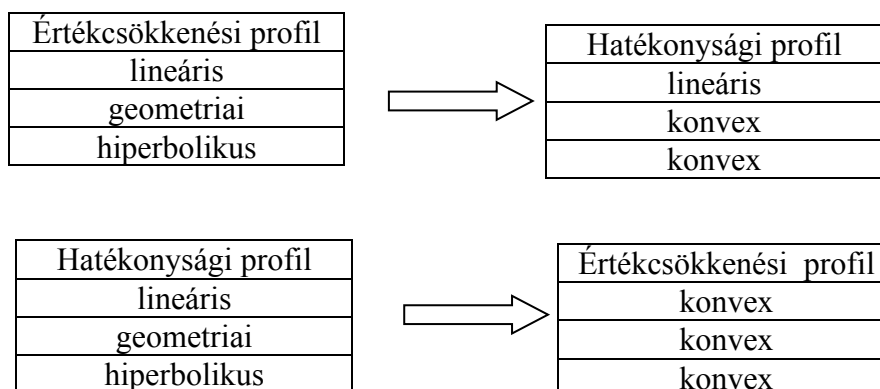 Értékcsökkenési profil
lineáris
geometriai
hiperbolikus
Hatékonysági profil
lineáris
konvex
konvex
Hatékonysági profil
lineáris
geometriai
hiperbolikus
Értékcsökkenési profil
konvex
konvex
konvex